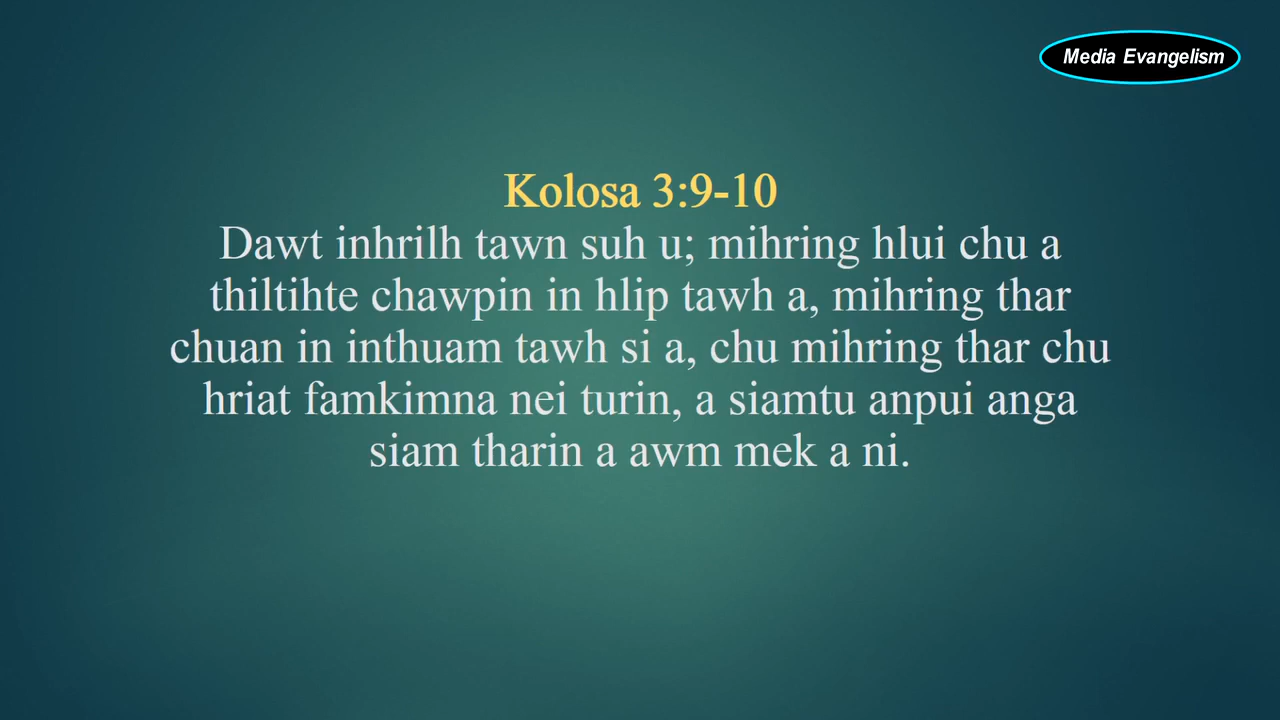 Media Evangelism
Kolosa 3:9-10
Dawt inhrilh tawn suh u; mihring hlui chu a
thiltihte chawpin in hlip tawh a, mihring thar
chuan in inthuam tawh si a, chu mihring thar chu
hriat famkimna nei turin, a siamtu anpui anga
siam tharin a awm mek a ni.